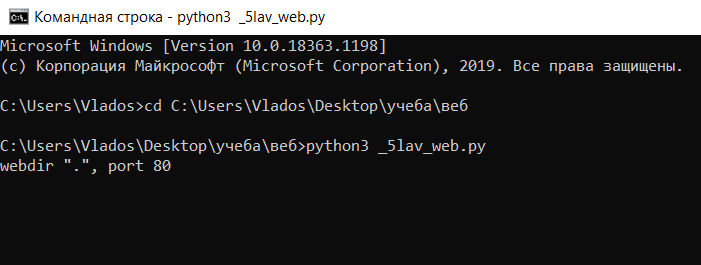 Командная строка - python3  _5lav_web.py
Microsoft Windows [Version 10.0.18363.1198]
(c) Корпорация Майкрософт (Microsoft Corporation), 2019. Все права защищены.
C:\Users\Vlados>cd C:\Users\Vlados\Desktop\учеба\веб
C:\Users\Vlados\Desktop\учеба\веб>python3 _5lav_web.py
webdir ".", port 80